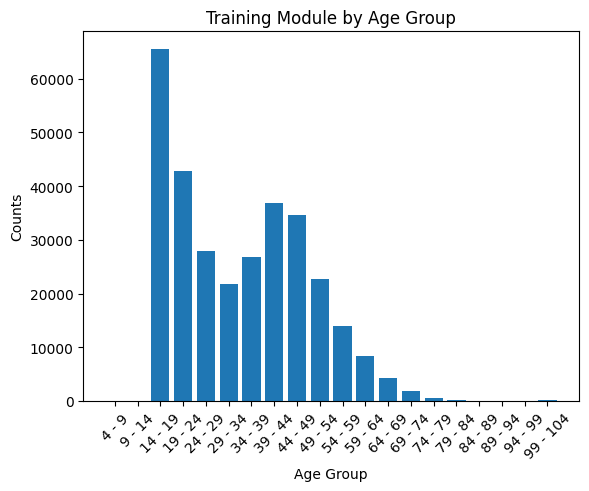 Training Module by Age Group
Counts
60000
50000
40000
30000
20000
10000
0
4 - 9
9 - 14
14 - 19
19 - 24
24 - 29
29 - 34
34 - 39
39 - 44
44 - 49
49 - 54
54 - 59
59 - 64
64 - 69
69 - 74
74 - 79
79 - 84
84 - 89
89 - 94
94 - 99
99 - 104
Age Group